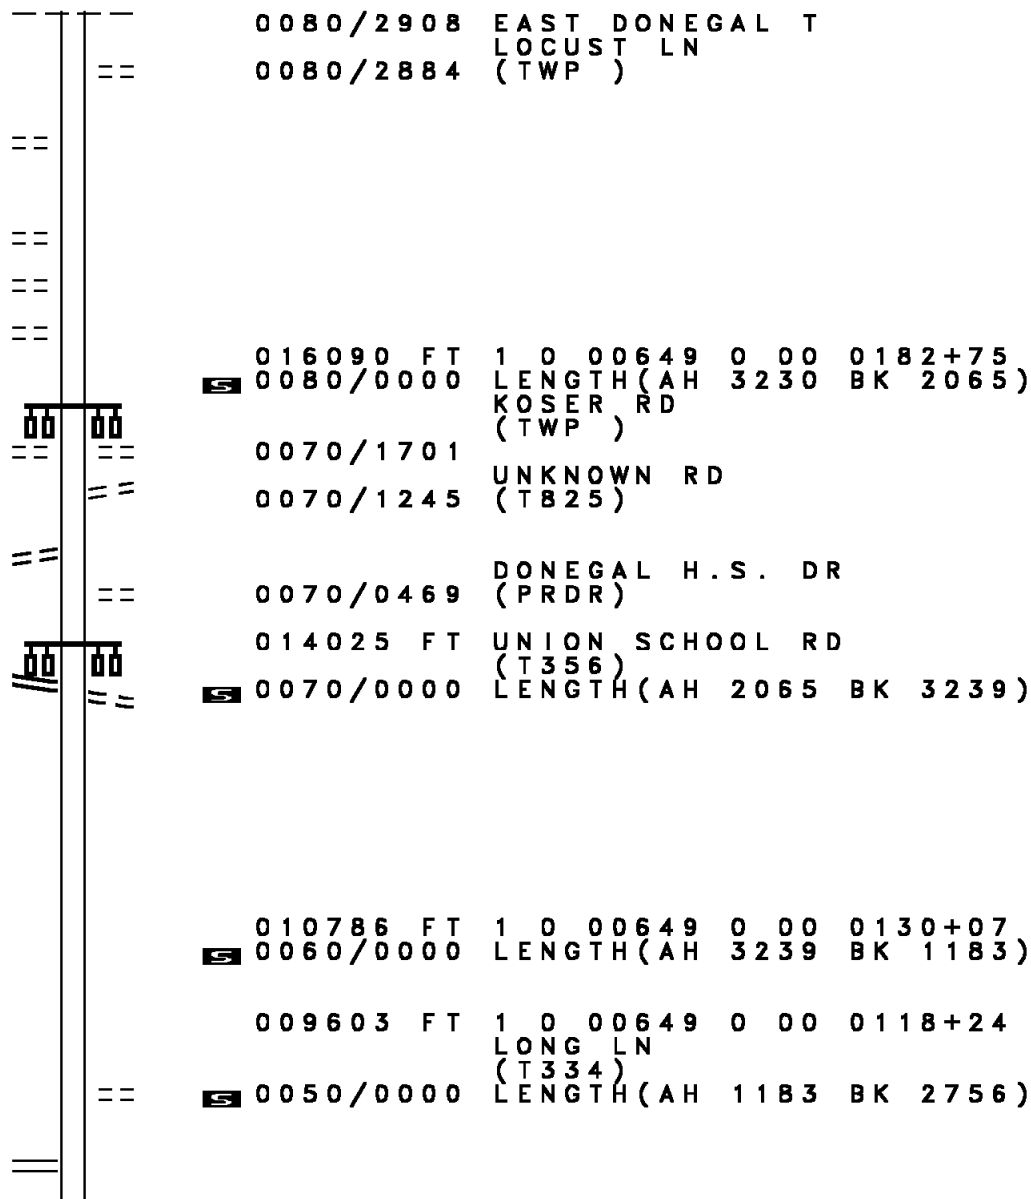 0080/2908 EAST DONEGAL T
LOCUST LN
0080/2884 (TWP )
016090 FT 1 0 00649 0 00 0182+75
S 0080/0000 LENGTH(AH 3230 BK 2065)
KOSER RD
(TWP )
0070/1701
UNKNOWN RD
0070/1245 (T825)
DONEGAL H.S. DR
0070/0469 (PRDR)
014025 FT UNION SCHOOL RD
(T356)
S 0070/0000 LENGTH(AH 2065 BK 3239)
010786 FT 1 0 00649 0 00 0130+07
S 0060/0000 LENGTH(AH 3239 BK 1183)
009603 FT 1 0 00649 0 00 0118+24
LONG LN
(T334)
S 0050/0000 LENGTH(AH 1183 BK 2756)